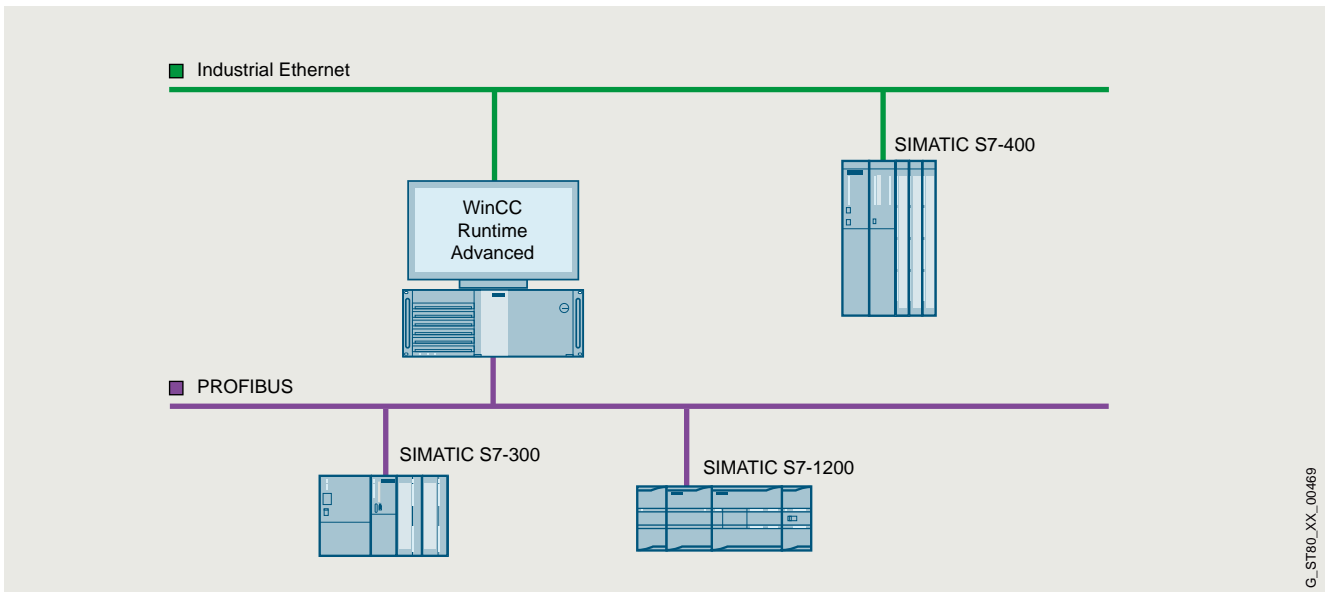 Industrial Ethernet
SIMATIC S7-400
WinCC
Runtime
Advanced
PROFIBUS
SIMATIC S7-300
SIMATIC S7-1200
G_ST80_XX_00469